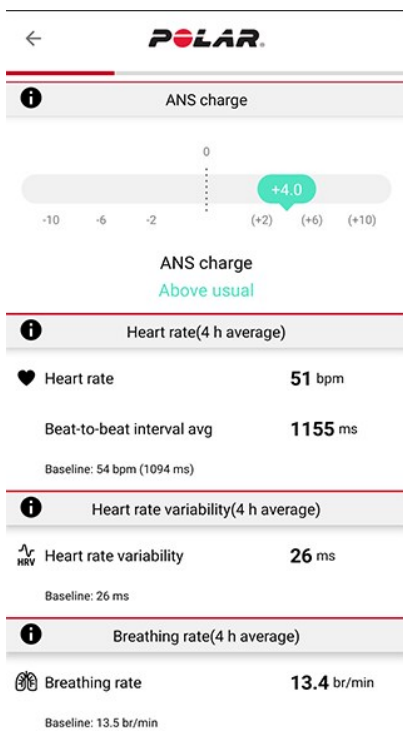 POLAR.
ANS charge
0
+4.0
-10 -6 -2 (+2) (+6) (+10)
ANS charge
Above usual
Heart rate(4 h average)
Heart rate 51 bpm
Beat-to-beat interval avg 1155 ms
Baseline: 54 bpm (1094 ms)
Heart rate variability(4 h average)
HRV Heart rate variability 26 ms
Baseline: 26 ms
Breathing rate(4 h average)
Breathing rate 13.4 br/min
Baseline: 13.5 br/min